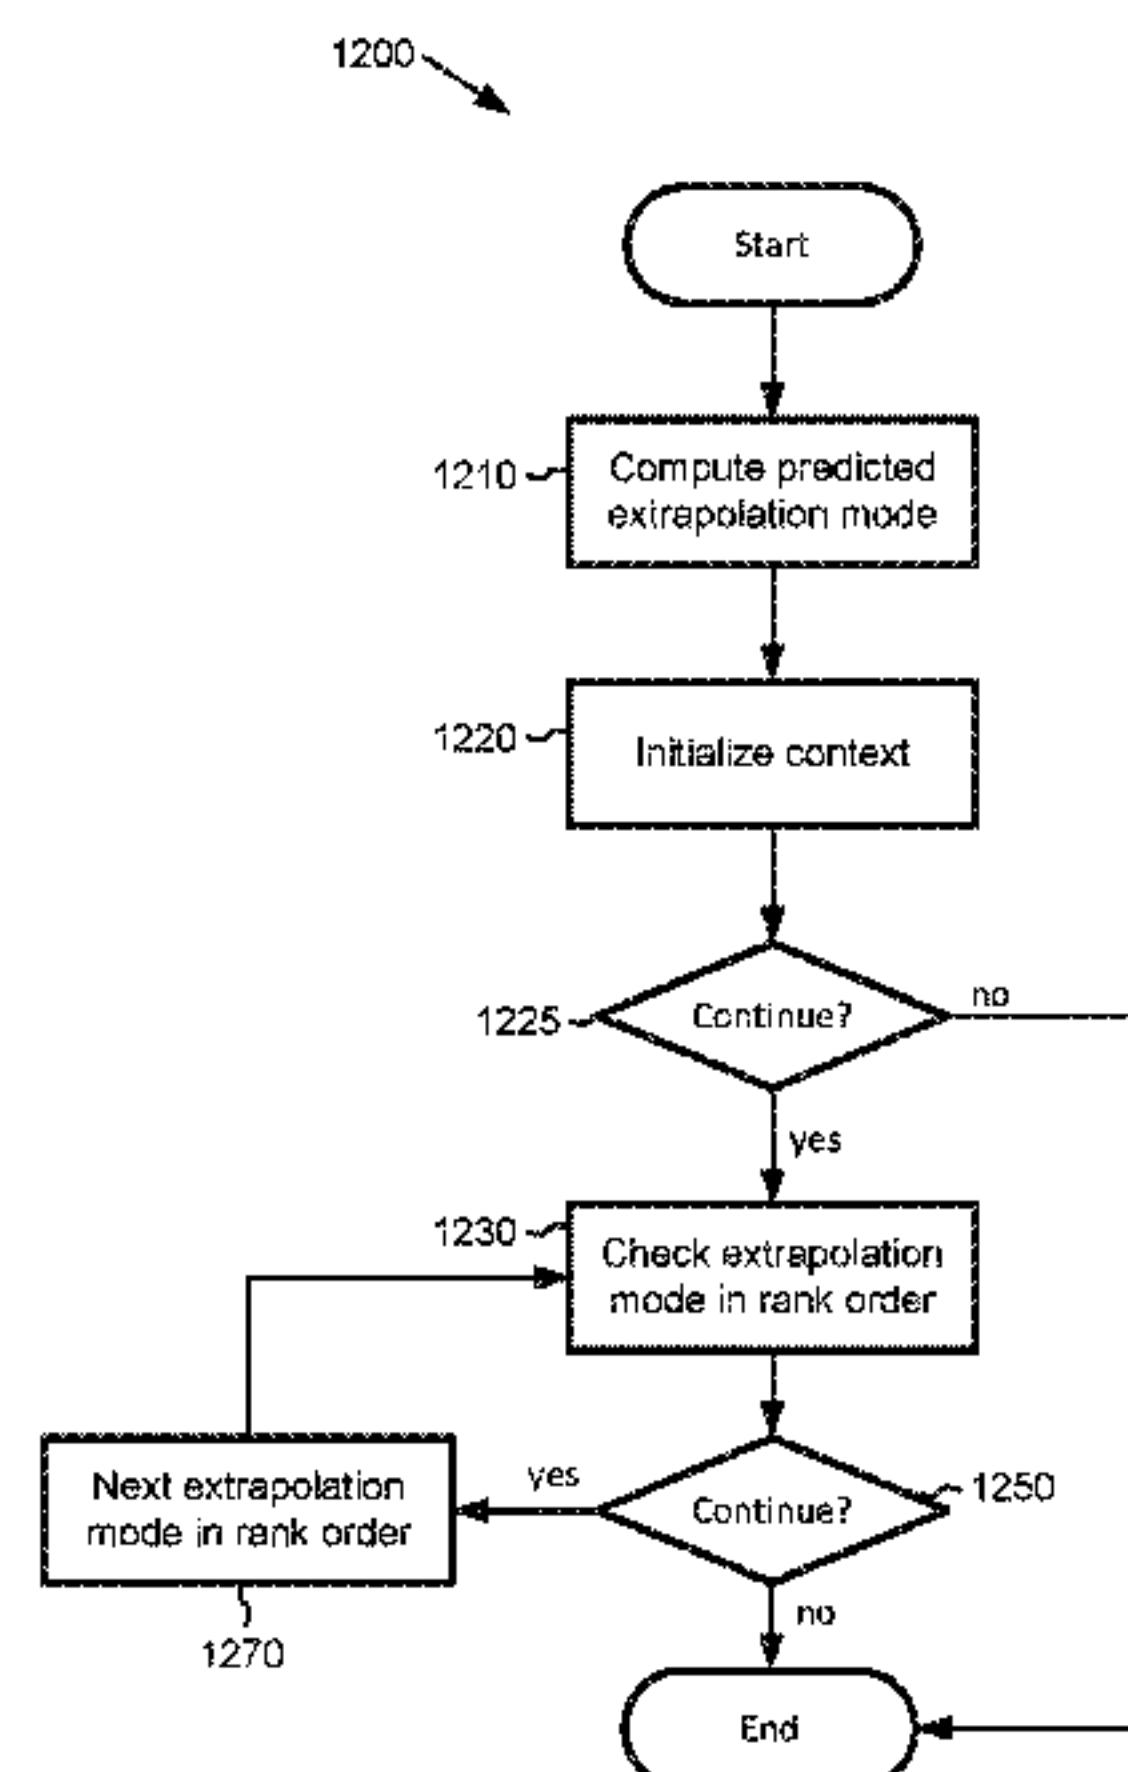 1200
Start
1210
Compute predicted
extrapolation mode
1220
Initialize context
1225
Continue?
no
yes
1230
Check extrapolation
mode in rank order
Next extrapolation
mode in rank order
yes
Continue?
1250
1270
no
End